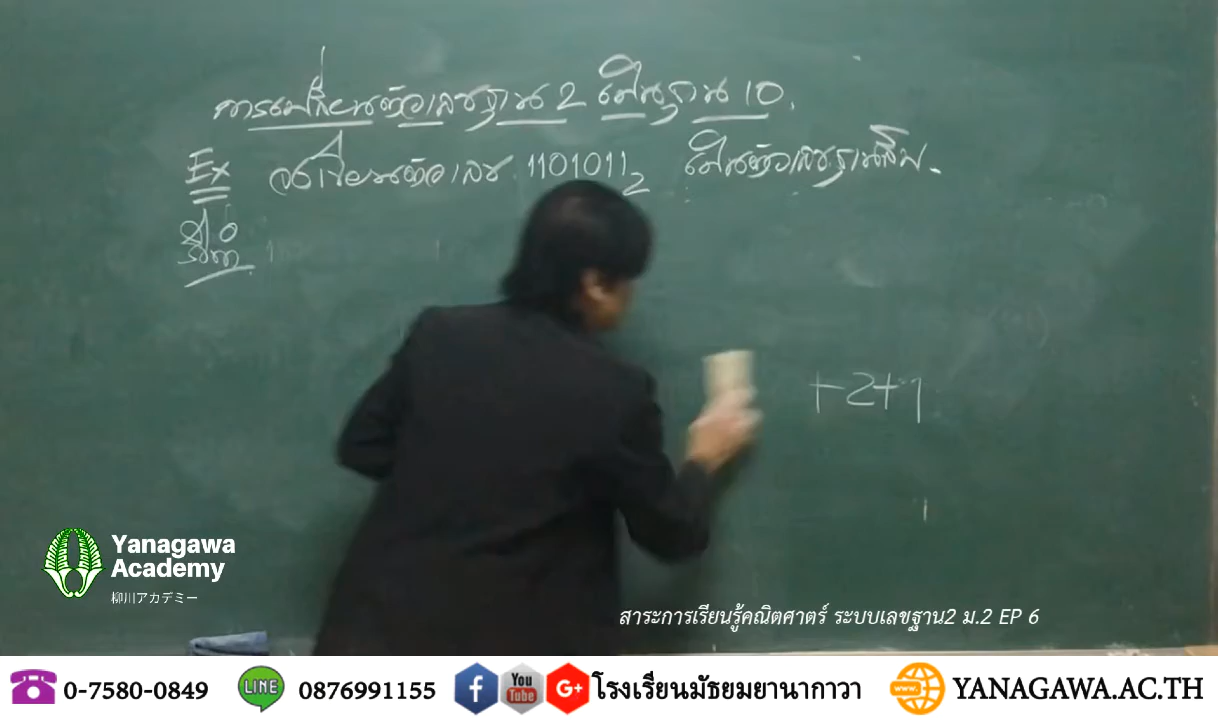 การเปลี่ยนตัวเลขฐาน 2 เป็นฐาน 10.
Ex จงเขียนตัวเลข 1101011₂ เป็นตัวเลขฐานสิบ.
+2+1
Yanagawa
Academy
柳川アカデミー
สาระการเรียนรู้คณิตศาตร์ ระบบเลขฐาน2 ม.2 EP 6
0-7580-0849 LINE 0876991155 f You Tube G+ โรงเรียนมัธยมยานากาวา www. YANAGAWA.AC.TH